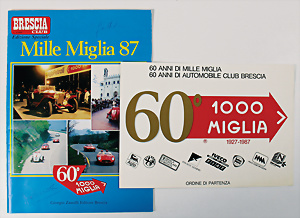 BRESCIA
CLUB
Mille Miglia 87
60°
1000
MIGLIA
60 ANNI DI MILLE MIGLIA
60 ANNI DI AUTOMOBILE CLUB BRESCIA
60°
1000
MIGLIA
®
1927-1987
ORDINE DI PARTENZA